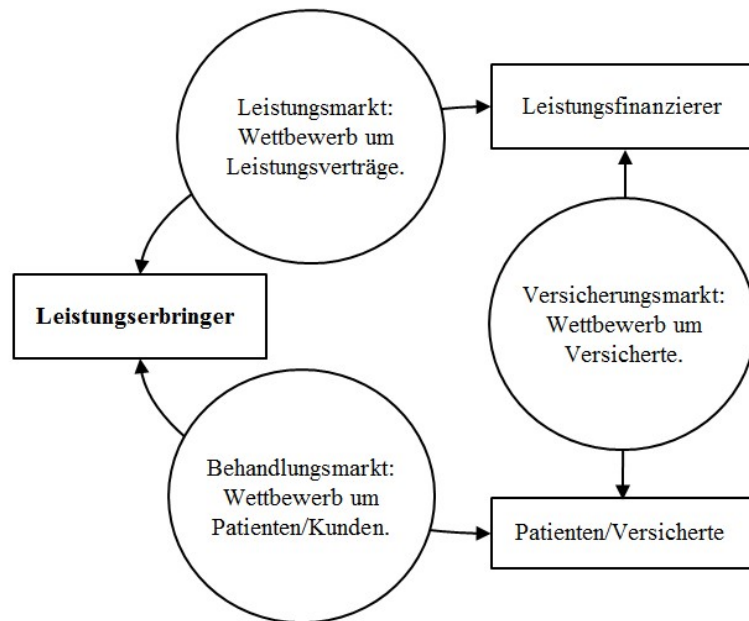 Leistungsmarkt:
Wettbewerb um
Leistungsverträge.
Leistungsfinanzierer
Leistungserbringer
Versicherungsmarkt:
Wettbewerb um
Versicherte.
Behandlungsmarkt:
Wettbewerb um
Patienten/Kunden.
Patienten/Versicherte